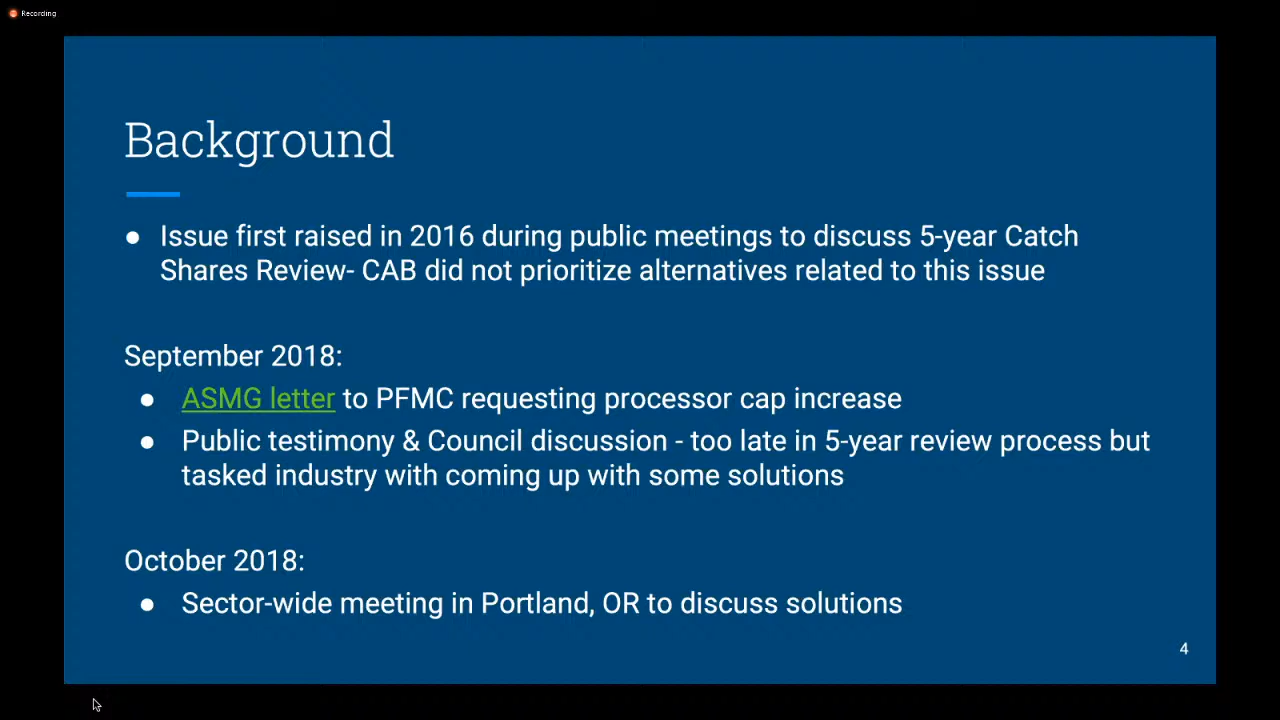 Recording
Background
● Issue first raised in 2016 during public meetings to discuss 5-year Catch
Shares Review- CAB did not prioritize alternatives related to this issue
September 2018:
● ASMG letter to PFMC requesting processor cap increase
● Public testimony & Council discussion - too late in 5-year review process but
tasked industry with coming up with some solutions
October 2018:
● Sector-wide meeting in Portland, OR to discuss solutions
4